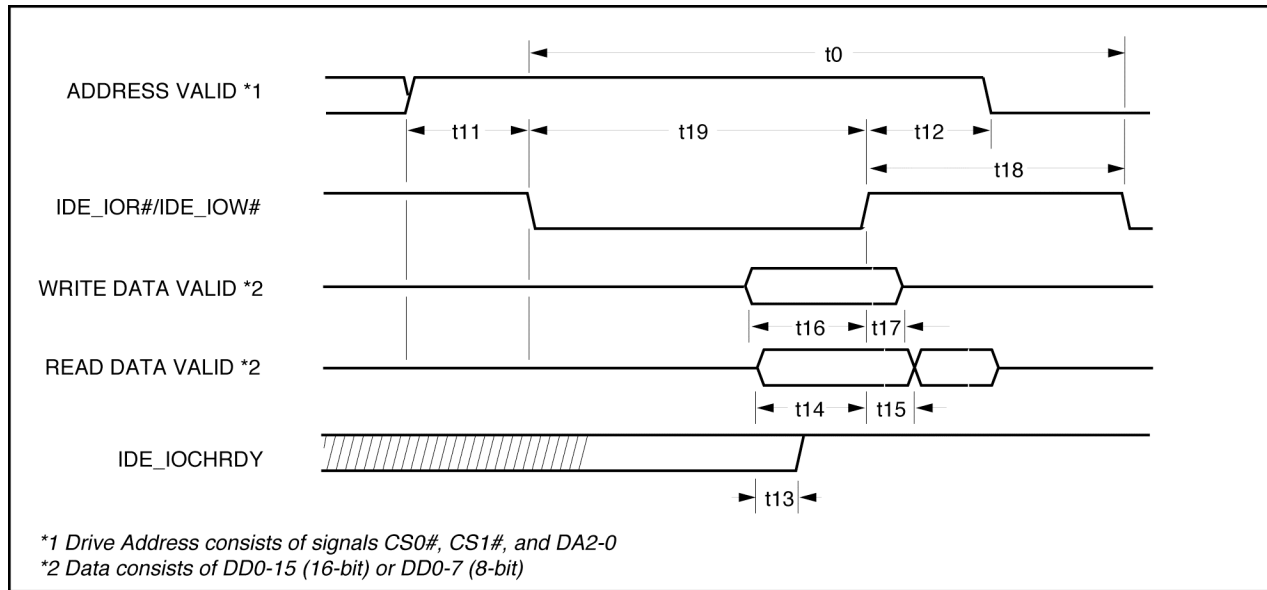 t0
ADDRESS VALID *1
t11 t19 t12
t18
IDE_IOR#/IDE_IOW#
WRITE DATA VALID *2
t16 t17
READ DATA VALID *2
t14 t15
IDE_IOCHRDY
t13
*1 Drive Address consists of signals CS0#, CS1#, and DA2-0
*2 Data consists of DD0-15 (16-bit) or DD0-7 (8-bit)